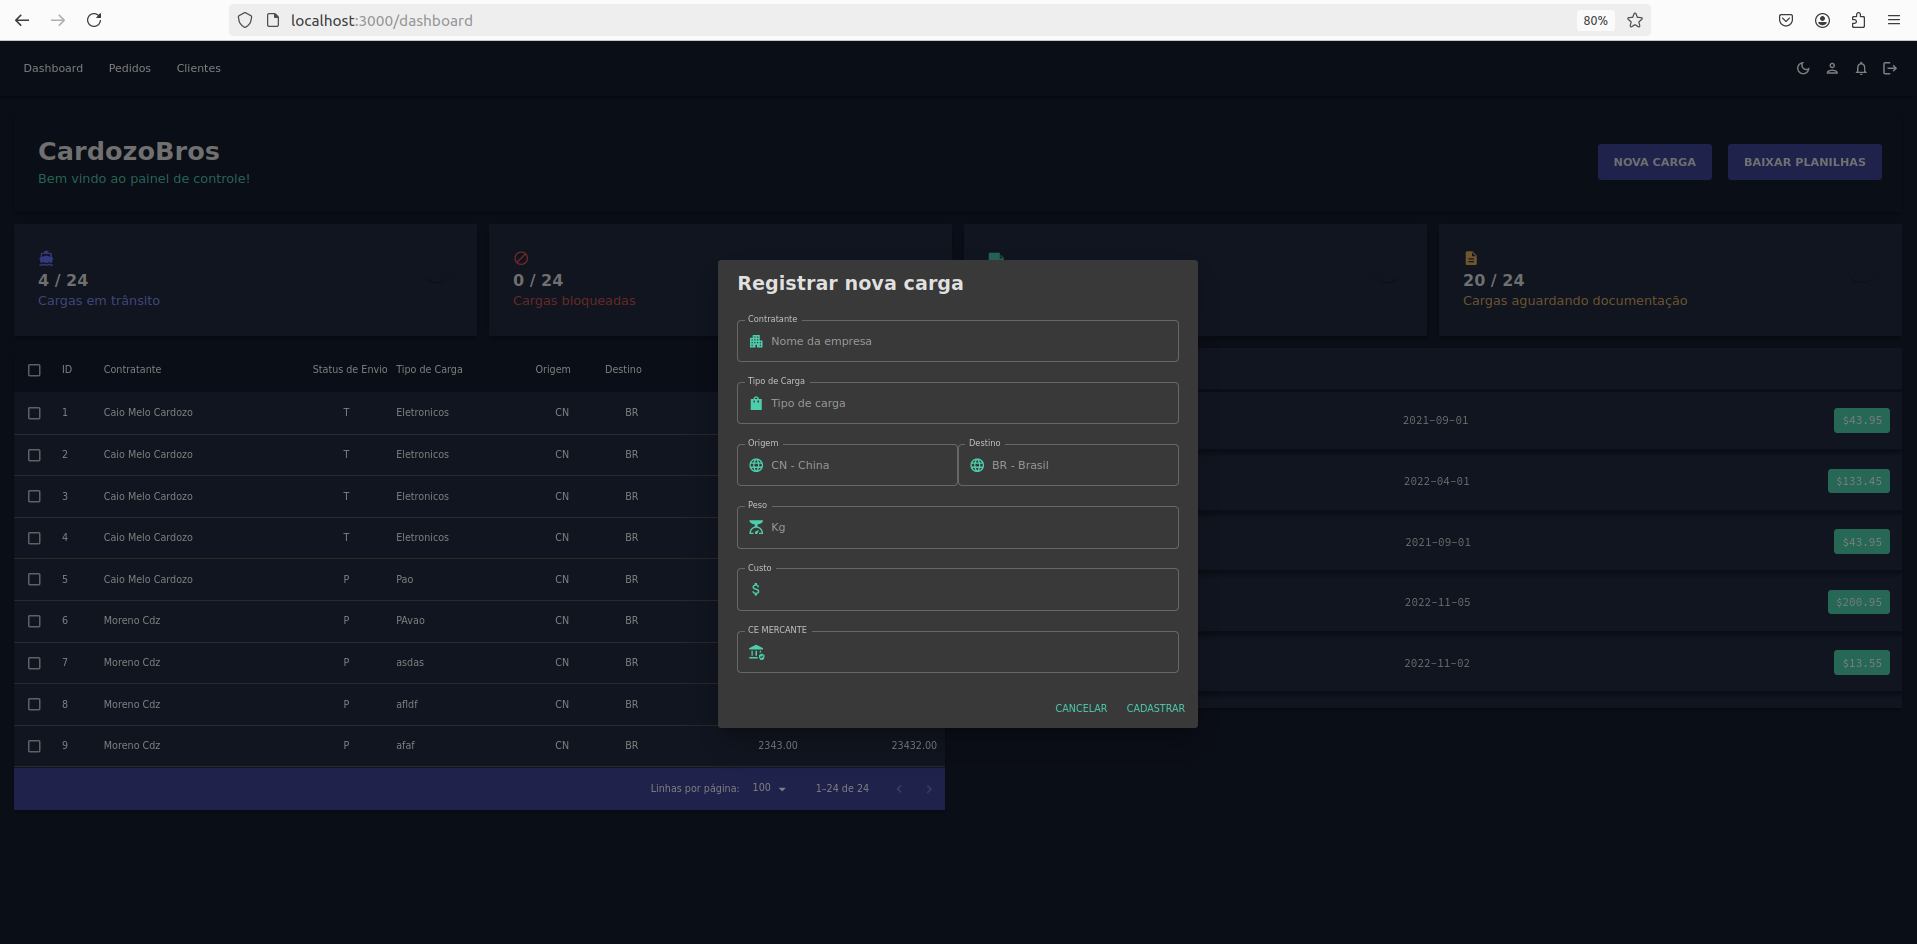 localhost:3000/dashboard
80%
Dashboard Pedidos Clientes
CardozoBros
Bem vindo ao painel de controle!
NOVA CARGA BAIXAR PLANILHAS
4 / 24
Cargas em trânsito
0 / 24
Cargas bloqueadas
20 / 24
Cargas aguardando documentação
ID Contratante Status de Envio Tipo de Carga Origem Destino
1 Caio Melo Cardozo T Eletronicos CN BR
2 Caio Melo Cardozo T Eletronicos CN BR
3 Caio Melo Cardozo T Eletronicos CN BR
4 Caio Melo Cardozo T Eletronicos CN BR
5 Caio Melo Cardozo P Pao CN BR
6 Moreno Cdz P PAvao CN BR
7 Moreno Cdz P asdas CN BR
8 Moreno Cdz P afldf CN BR
9 Moreno Cdz P afaf CN BR 2343.00 23432.00
Linhas por página: 100 1–24 de 24
Registrar nova carga
Contratante
Nome da empresa
Tipo de Carga
Tipo de carga
Origem Destino
CN - China BR - Brasil
Peso
Kg
Custo
$
CE MERCANTE
CANCELAR CADASTRAR
2021-09-01 $43.95
2022-04-01 $133.45
2021-09-01 $43.95
2022-11-05 $200.95
2022-11-02 $13.55